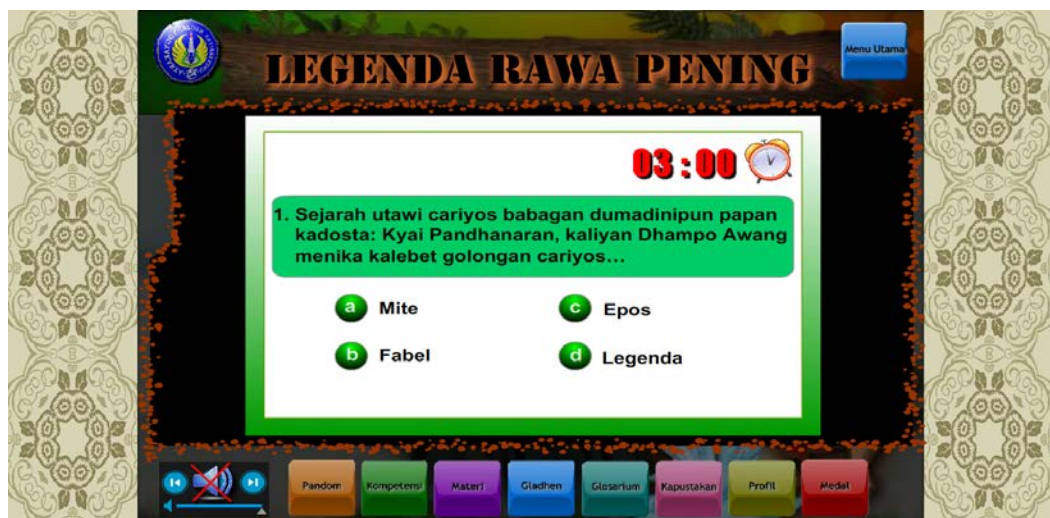 LEGENDA RAWA PENING
Menu Utama
03 : 00
1. Sejarah utawi cariyos babagan dumadinipun papan
kadosta: Kyai Pandhanaran, kaliyan Dhampo Awang
menika kalebet golongan cariyos...
a Mite
c Epos
b Fabel
d Legenda
Pandom
Kompetensi
Materi
Gladhen
Glosarium
Kapustakan
Profil
Medal